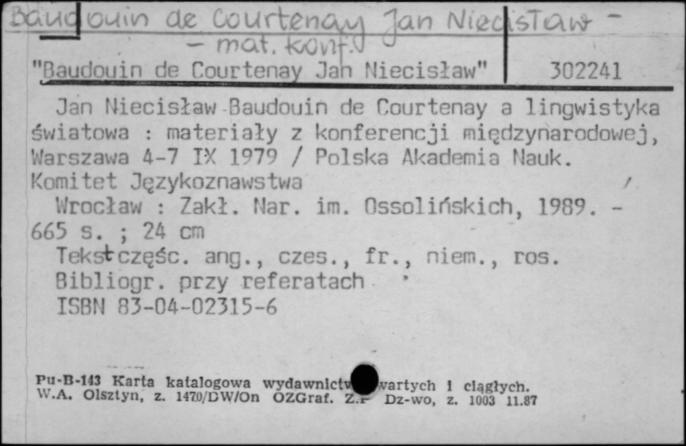 Baudouin de Courtenay Jan Niecisław -
- mat. konf.
"Baudouin de Courtenay Jan Niecisław" 302241
Jan Niecisław Baudouin de Courtenay a lingwistyka
światowa : materiały z konferencji międzynarodowej,
Warszawa 4-7 IX 1979 / Polska Akademia Nauk.
Komitet Językoznawstwa
Wrocław : Zakł. Nar. im. Ossolińskich, 1989. -
665 s. ; 24 cm
Tekst częśc. ang., czes., fr., niem., ros.
Bibliogr. przy referatach
ISBN 83-04-02315-6
Pu-B-143 Karta katalogowa wydawnictw wartych i ciągłych.
W.A. Olsztyn, z. 1470/DW/On OZGraf. Z.P Dz-wo, z. 1003 11.87